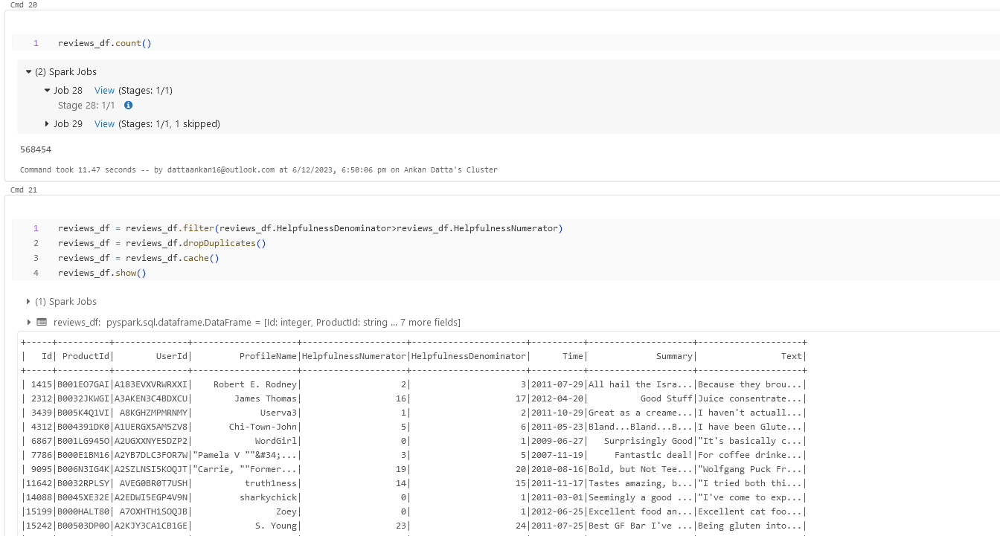 Cmd 20
1 reviews_df.count()
(2) Spark Jobs
Job 28 View (Stages: 1/1)
Stage 28: 1/1
Job 29 View (Stages: 1/1, 1 skipped)
568454
Command took 11.47 seconds -- by dattaankan16@outlook.com at 6/12/2023, 6:50:06 pm on Ankan Datta's Cluster
Cmd 21
1 reviews_df = reviews_df.filter(reviews_df.HelpfulnessDenominator>reviews_df.HelpfulnessNumerator)
2 reviews_df = reviews_df.dropDuplicates()
3 reviews_df = reviews_df.cache()
4 reviews_df.show()
(1) Spark Jobs
reviews_df: pyspark.sql.dataframe.DataFrame = [Id: integer, ProductId: string ... 7 more fields]
+-----+----------+--------------+--------------------+--------------------+----------------------+----------+--------------------+--------------------+
|   Id| ProductId|        UserId|         ProfileName|HelpfulnessNumerator|HelpfulnessDenominator|      Time|             Summary|                Text|
+-----+----------+--------------+--------------------+--------------------+----------------------+----------+--------------------+--------------------+
| 1415|B001EO7GAI|A183EVXVRWRXXI|    Robert E. Rodney|                   2|                     3|2011-07-29|All hail the Isra...|Because they brou...|
| 2312|B0032JKWGI|A3AKEN3C4BDXCU|        James Thomas|                  16|                    17|2012-04-20|          Good Stuff|Juice consentrate...|
| 3439|B005K4Q1VI| A8KGHZMPMRNMY|             Userva3|                   1|                     2|2011-10-29|Great as a creame...|I haven't actuall...|
| 4312|B004391DK0|A1UERGX5AM5ZV8|       Chi-Town-John|                   5|                     6|2011-05-23|Bland...Bland...B...|I have been Glute...|
| 6867|B001LG945O|A2UGXXNYE5DZP2|            WordGirl|                   0|                     1|2009-06-27|   Surprisingly Good|"It's basically c...|
| 7786|B000E1BM16|A2YB7DLC3FOR7W|"Pamela V ""&#34;...|                   3|                     5|2007-11-19|     Fantastic deal!|For coffee drinke...|
| 9095|B006N3IG4K|A2SZLNSI5KOQJT|"Carrie, ""Former...|                  19|                    20|2010-08-16|Bold, but Not Tee...|"Wolfgang Puck Fr...|
|11642|B0032RPLSY| AVEG0BR0T7USH|          truth1ness|                  14|                    15|2011-11-17|Tastes amazing, b...|"I tried both thi...|
|14088|B0045XE32E|A2EDWI5EGP4V9N|         sharkychick|                   0|                     1|2011-03-01|Seemingly a good ...|"I've come to exp...|
|15199|B000HALT80| A7OXHTH1SOQJB|                Zoey|                   0|                     1|2012-06-25|Excellent food an...|Excellent cat foo...|
|15242|B00503DP0O|A2KJY3CA1CB1GE|            S. Young|                  23|                    24|2011-07-25|Best GF Bar I've ...|Being gluten into...|